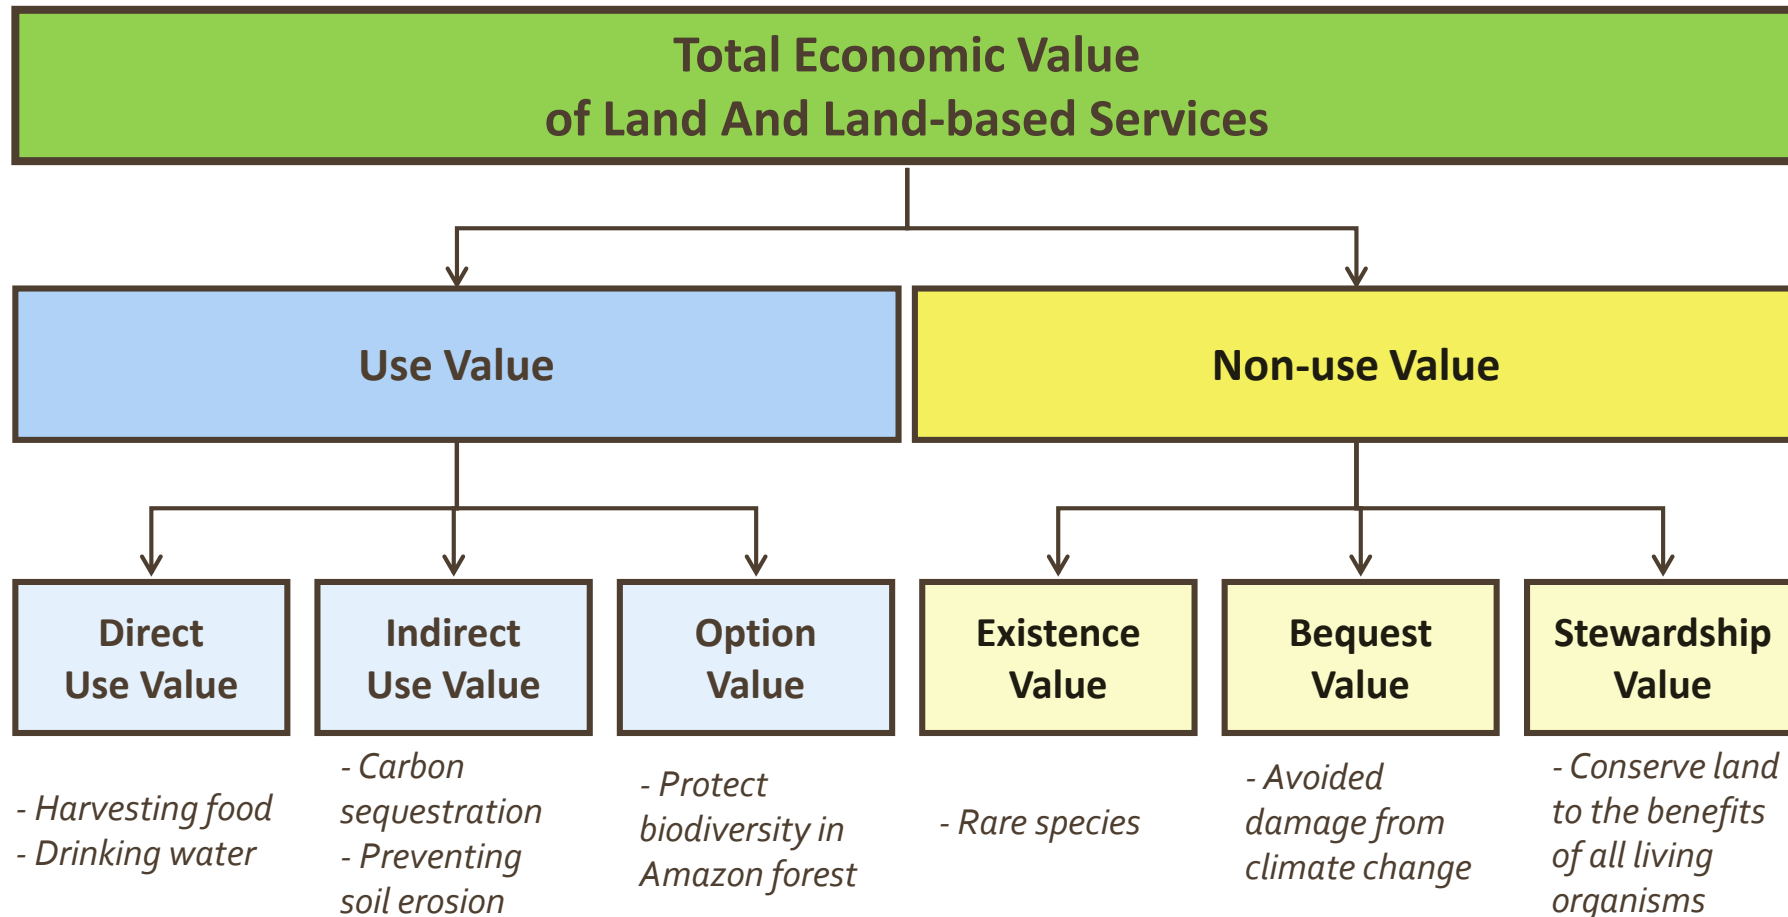 Total Economic Value
of Land And Land-based Services
Use Value
Non-use Value
Direct
Use Value
Indirect
Use Value
Option
Value
Existence
Value
Bequest
Value
Stewardship
Value
- Harvesting food
- Drinking water
- Carbon
sequestration
- Preventing
soil erosion
- Protect
biodiversity in
Amazon forest
- Rare species
- Avoided
damage from
climate change
- Conserve land
to the benefits
of all living
organisms